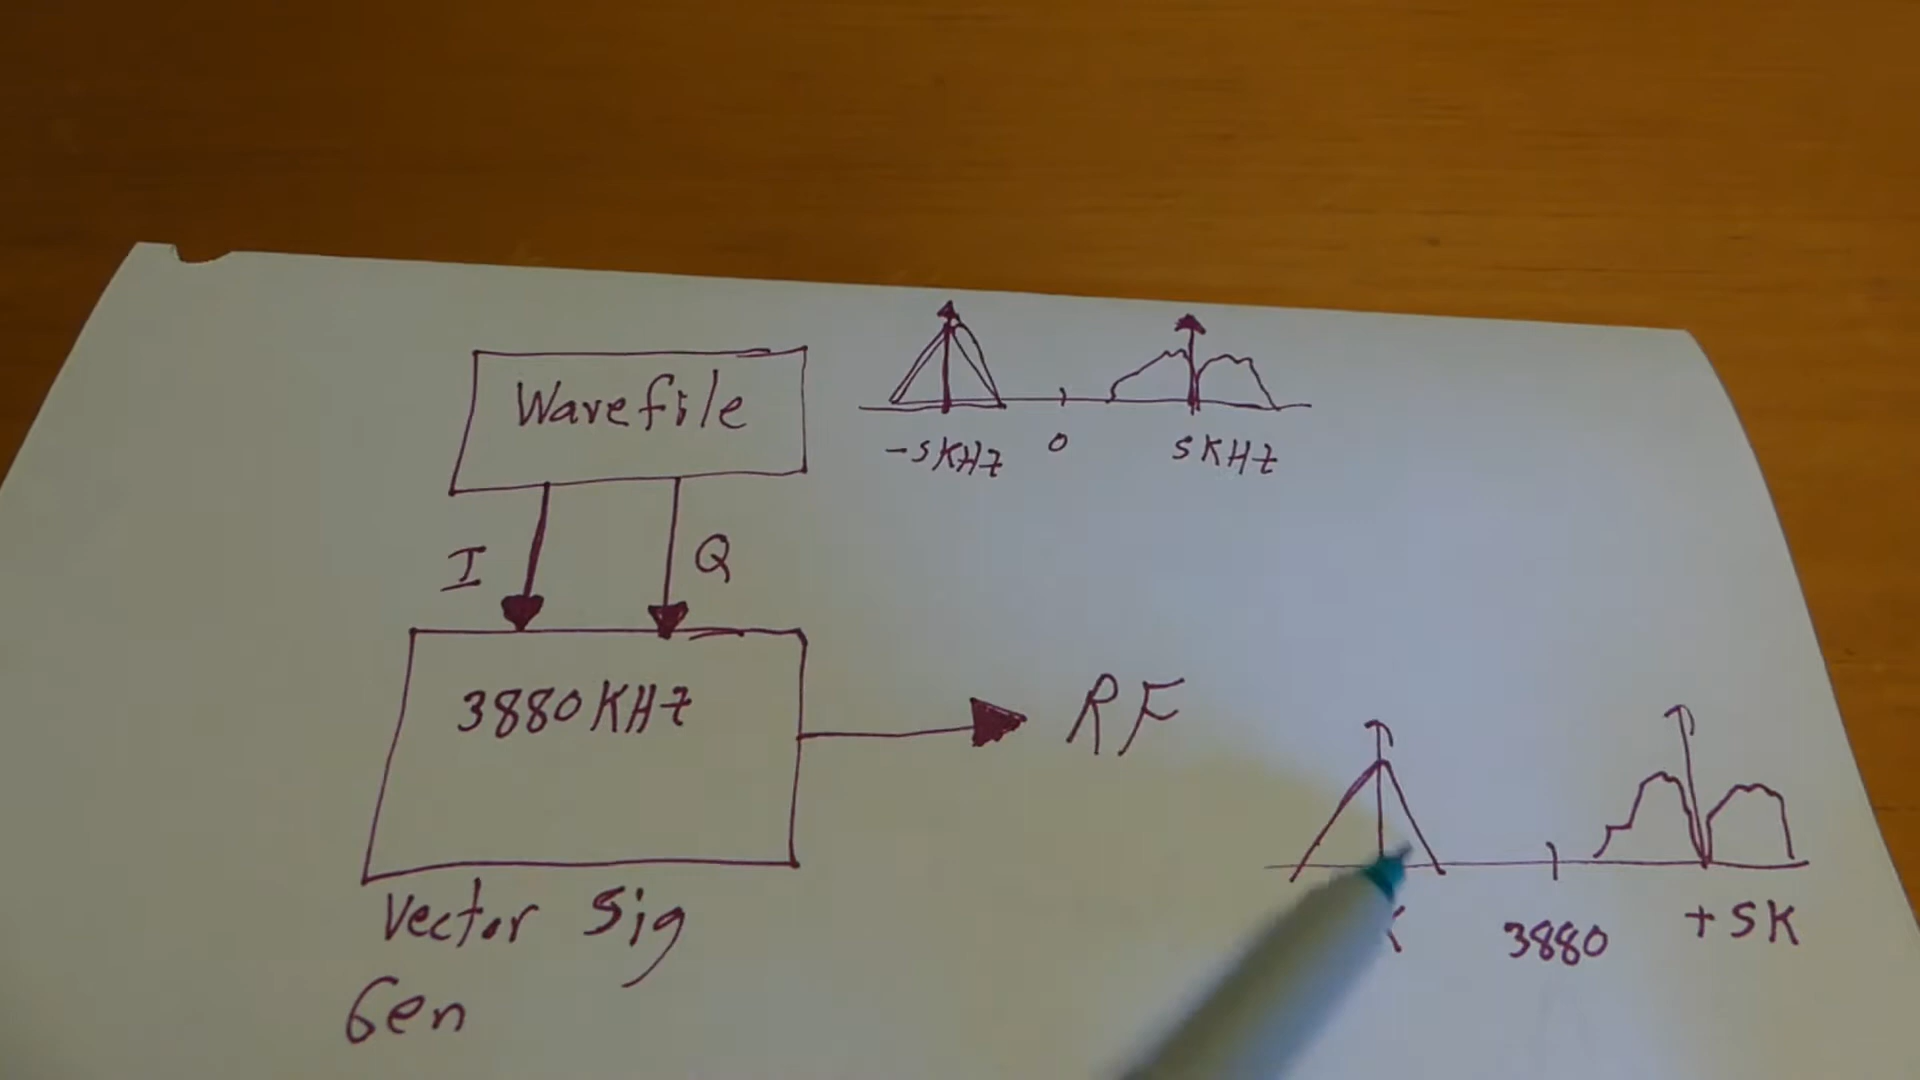 Wavefile
-5KHz 0 5KHz
I Q
3880KHz
RF
3880 +5K
Vector Sig
Gen